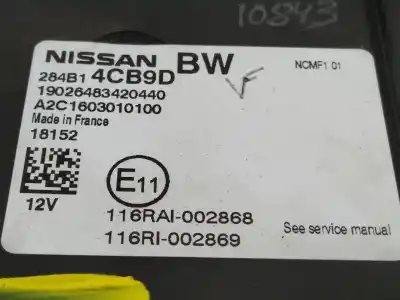 10843
NISSAN BW
284B1 4CB9D
NCMF1 01
19026483420440
A2C1603010100
Made in France
18152
E11
12V
116RAI-002868
116RI-002869
See service manual